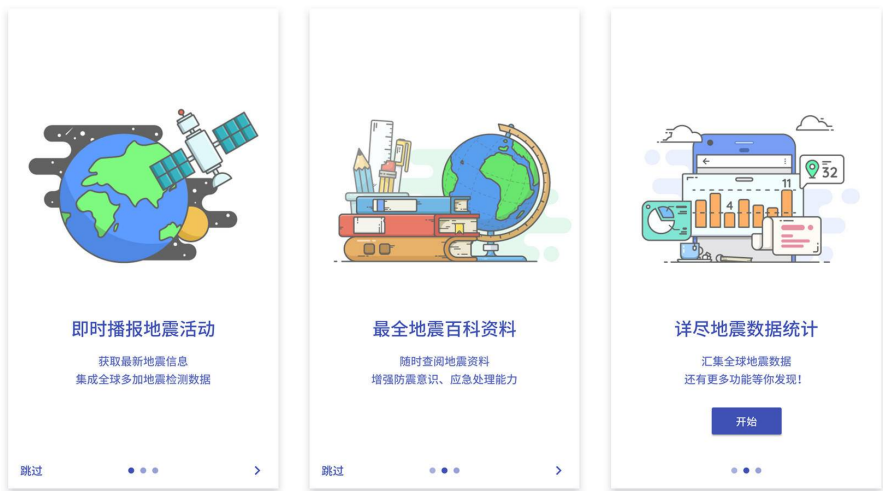 即时播报地震活动
获取最新地震信息
集成全球多加地震检测数据
跳过
最全地震百科资料
随时查阅地震资料
增强防震意识、应急处理能力
跳过
32
11
4
详尽地震数据统计
汇集全球地震数据
还有更多功能等你发现!
开始